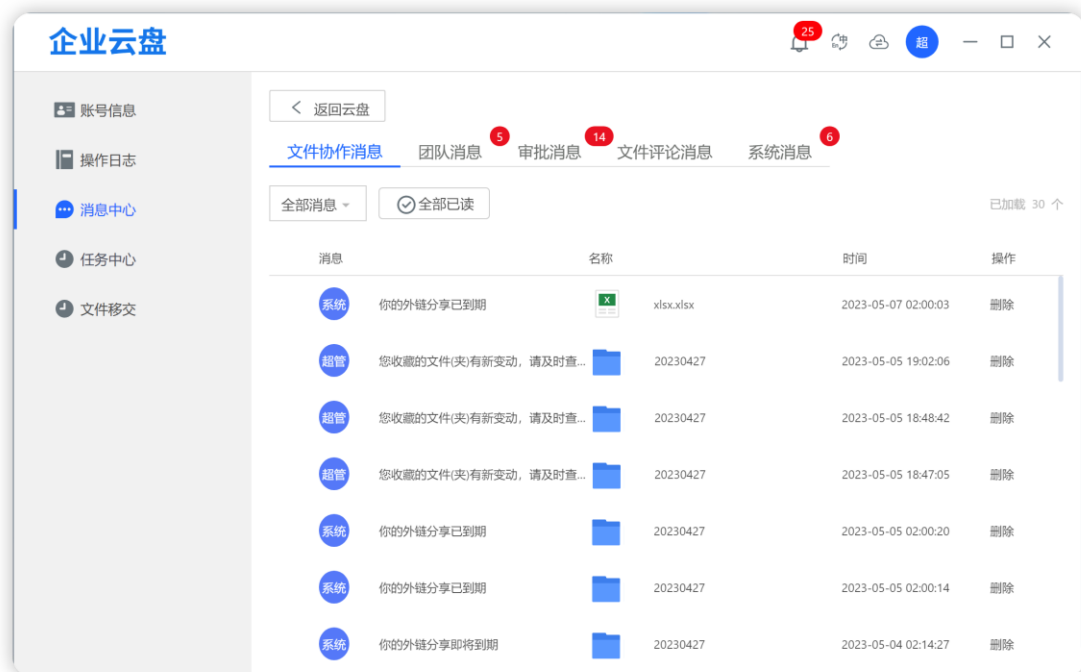 企业云盘
25
超
账号信息
操作日志
消息中心
任务中心
文件移交
返回云盘
文件协作消息 团队消息 5 审批消息 14 文件评论消息 系统消息 6
全部消息 全部已读 已加载 30 个
消息 名称 时间 操作
系统 你的外链分享已到期 xlsx.xlsx 2023-05-07 02:00:03 删除
超管 您收藏的文件(夹)有新变动，请及时查... 20230427 2023-05-05 19:02:06 删除
超管 您收藏的文件(夹)有新变动，请及时查... 20230427 2023-05-05 18:48:42 删除
超管 您收藏的文件(夹)有新变动，请及时查... 20230427 2023-05-05 18:47:05 删除
系统 你的外链分享已到期 20230427 2023-05-05 02:00:20 删除
系统 你的外链分享已到期 20230427 2023-05-05 02:00:14 删除
系统 你的外链分享即将到期 20230427 2023-05-04 02:14:27 删除